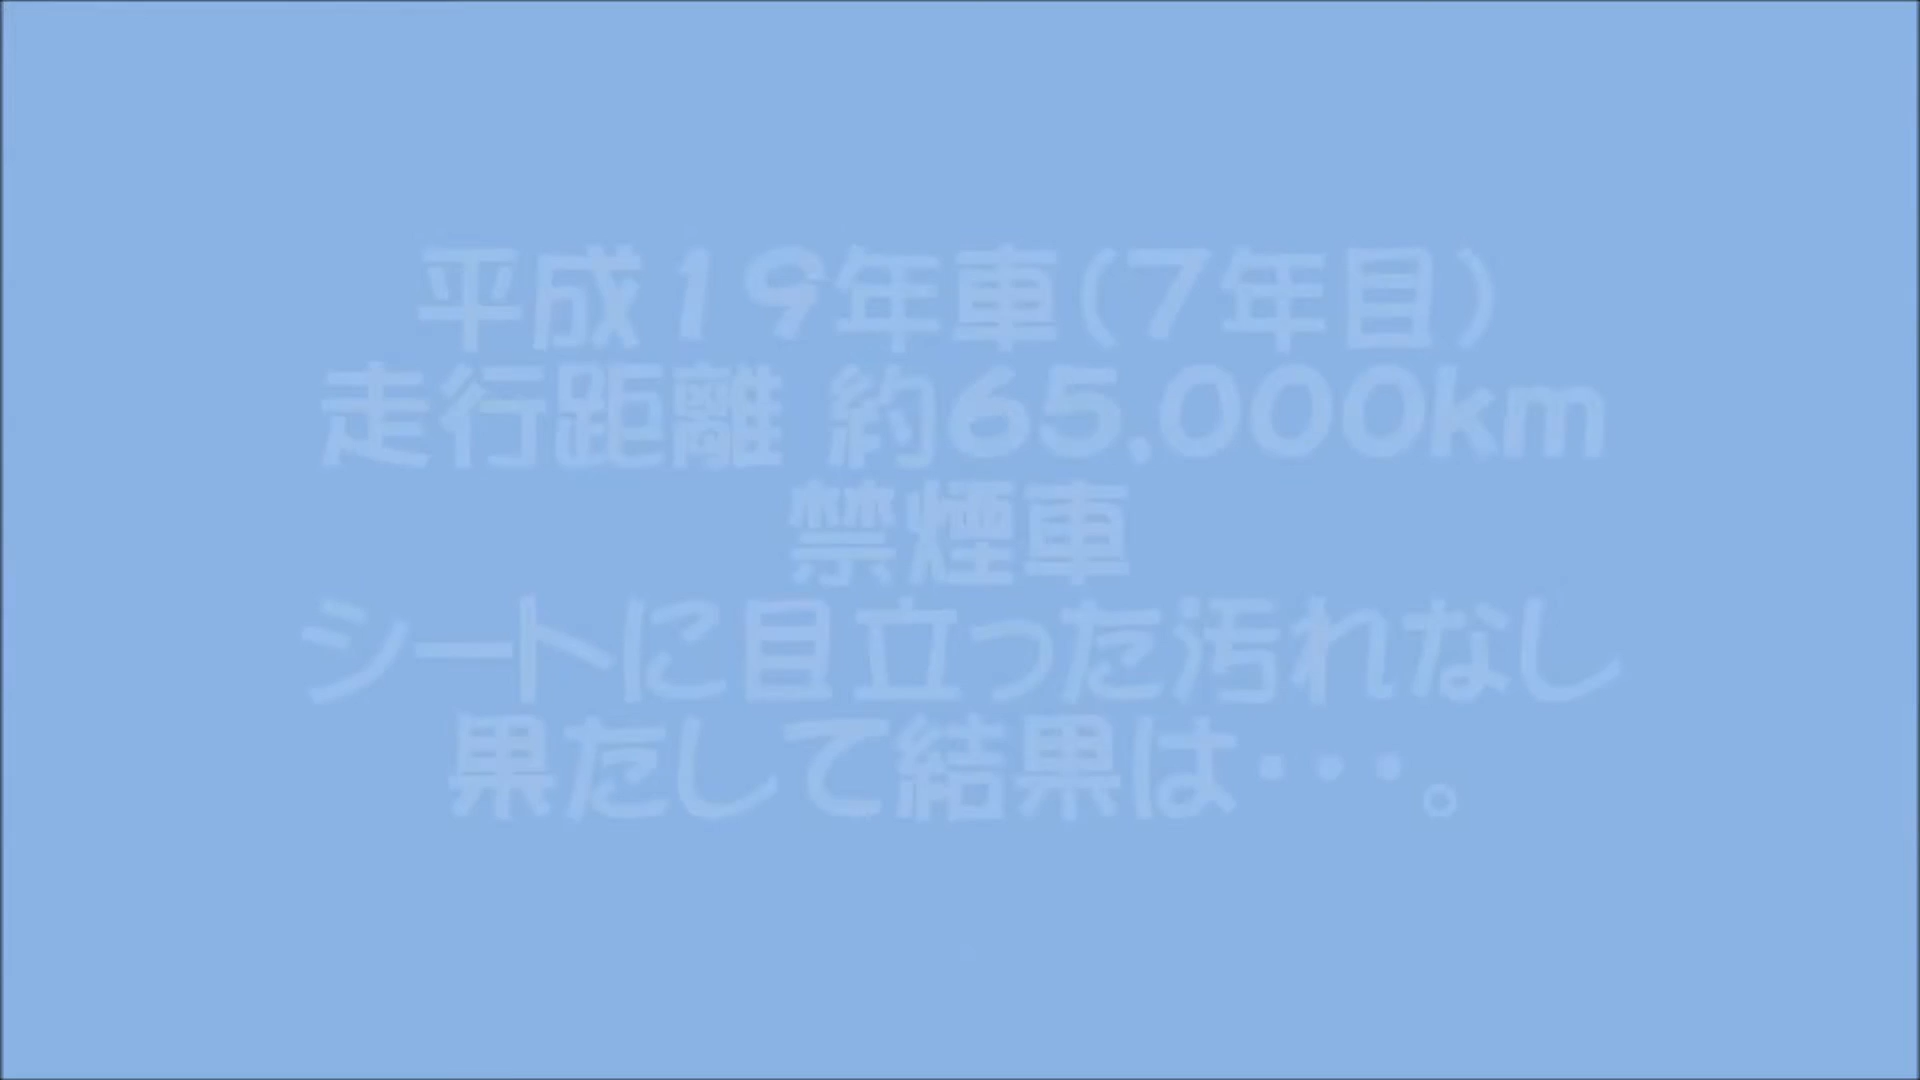 平成19年車(7年目)
走行距離 約65,000km
禁煙車
シートに目立った汚れなし
果たして結果は・・・。